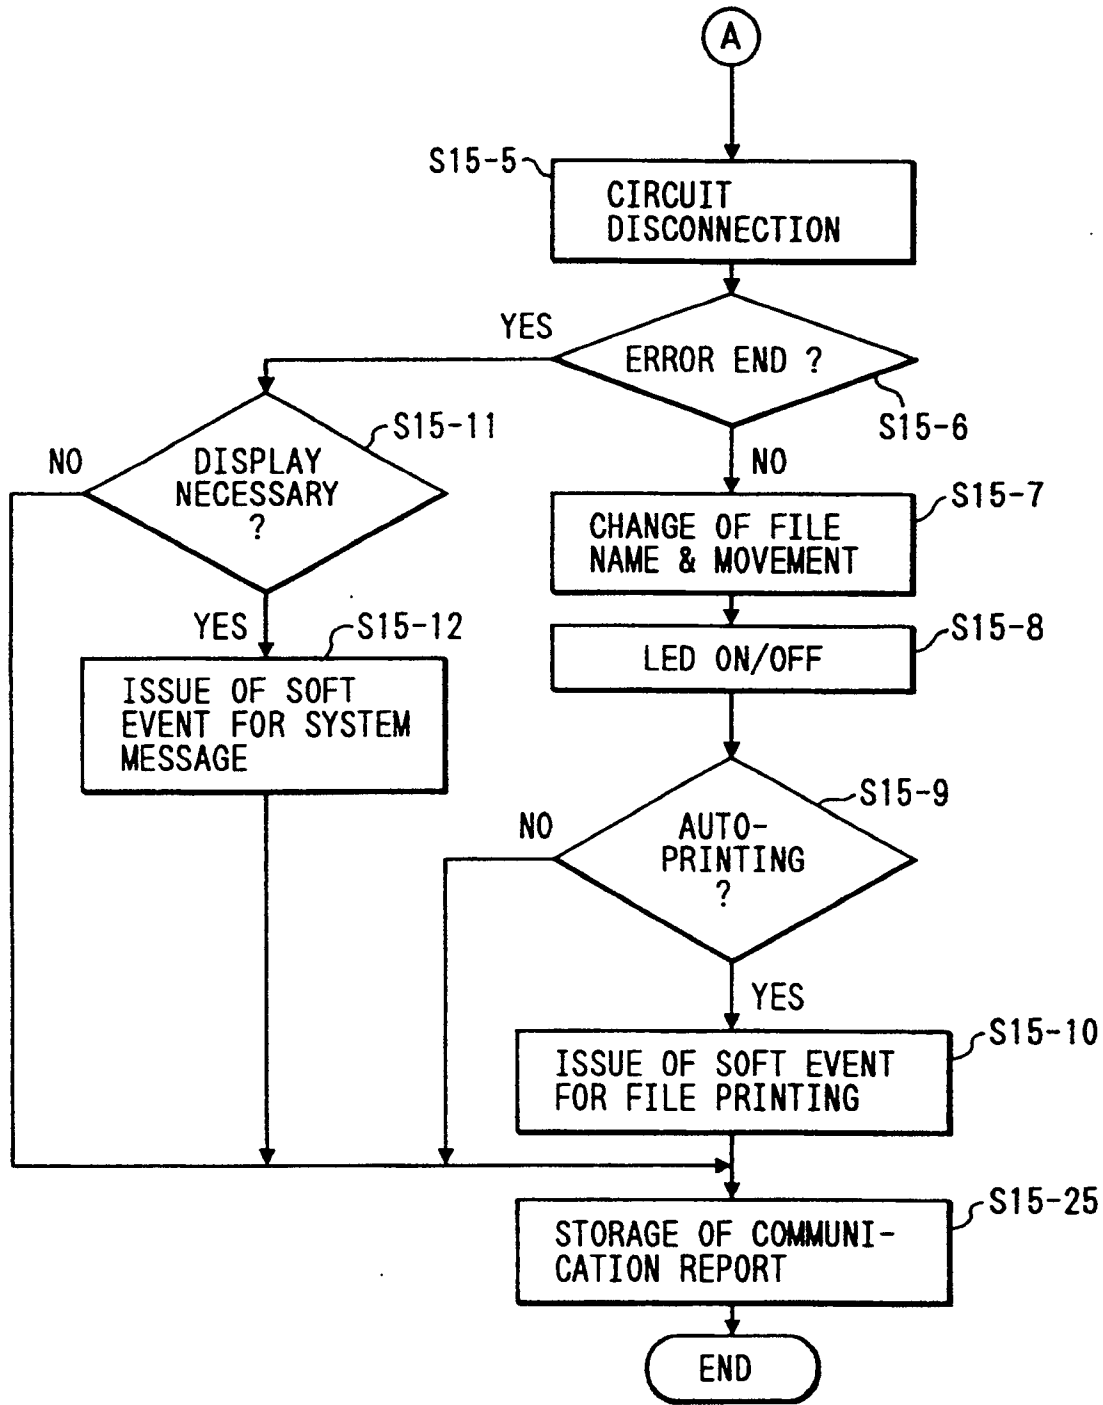 A
S15-5
CIRCUIT
DISCONNECTION
YES
ERROR END ?
S15-6
S15-11
NO
DISPLAY
NECESSARY
?
NO
S15-7
CHANGE OF FILE
NAME & MOVEMENT
YES
S15-12
S15-8
LED ON/OFF
ISSUE OF SOFT
EVENT FOR SYSTEM
MESSAGE
S15-9
NO
AUTO-
PRINTING
?
YES
S15-10
ISSUE OF SOFT EVENT
FOR FILE PRINTING
S15-25
STORAGE OF COMMUNI-
CATION REPORT
END